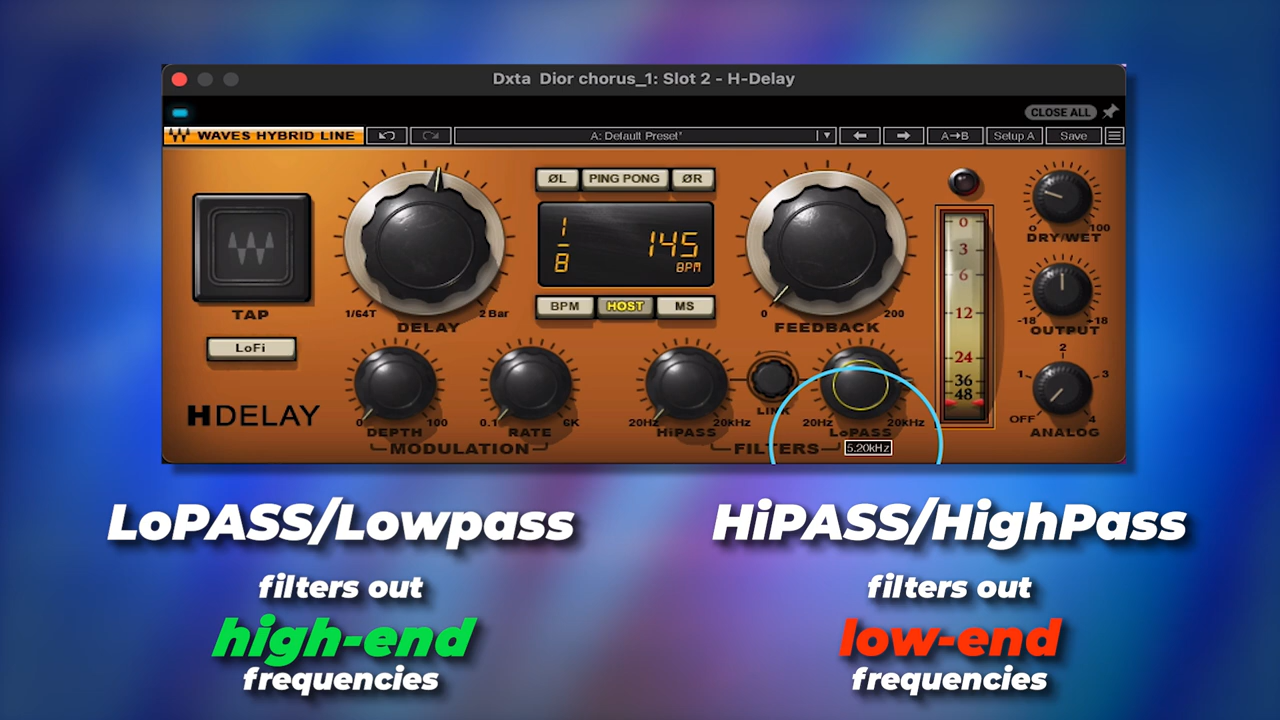 Dxta Dior chorus_1: Slot 2 - H-Delay
CLOSE ALL
WAVES HYBRID LINE
A: Default Preset*
A→B
Setup A
Save
ØL
PING PONG
ØR
TAP
LoFi
1/64T
2 Bar
DELAY
1
8
145
BPM
BPM
HOST
MS
0
200
FEEDBACK
0
3
6
12
24
36
48
0
100
DRY/WET
-18
-18
OUTPUT
OFF
1
2
3
4
ANALOG
HDELAY
0
100
DEPTH
0.1
6K
RATE
MODULATION
20Hz
20kHz
HiPASS
LINK
20Hz
20kHz
LoPASS
FILTERS
5.20kHz
LoPASS/Lowpass
filters out
high-end
frequencies
HiPASS/HighPass
filters out
low-end
frequencies